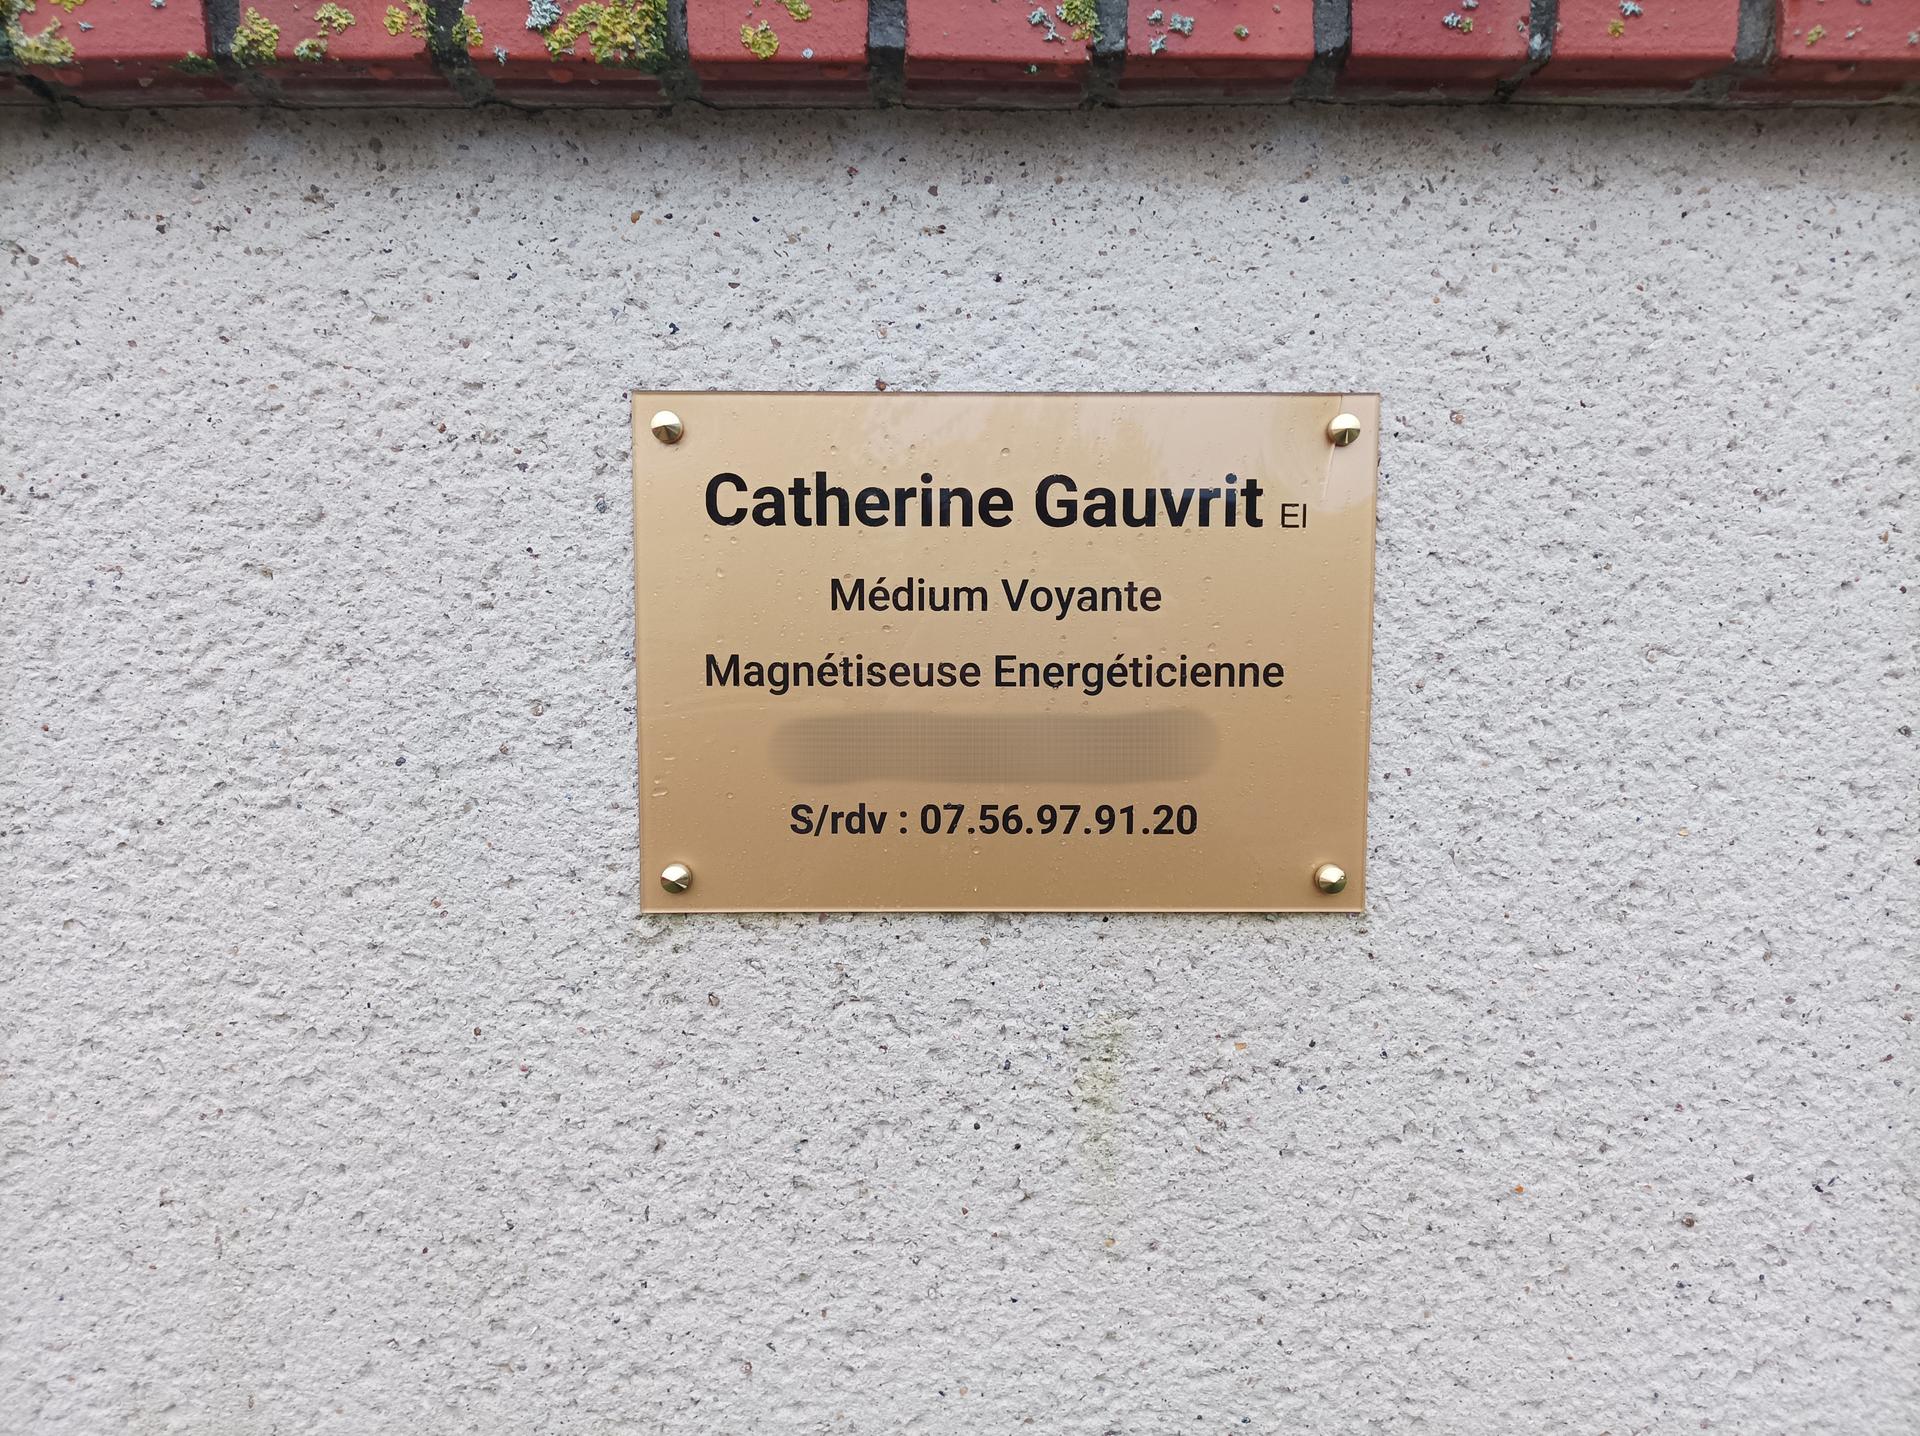 Catherine Gauvrit EI
Médium Voyante
Magnétiseuse Energéticienne
S/rdv : 07.56.97.91.20